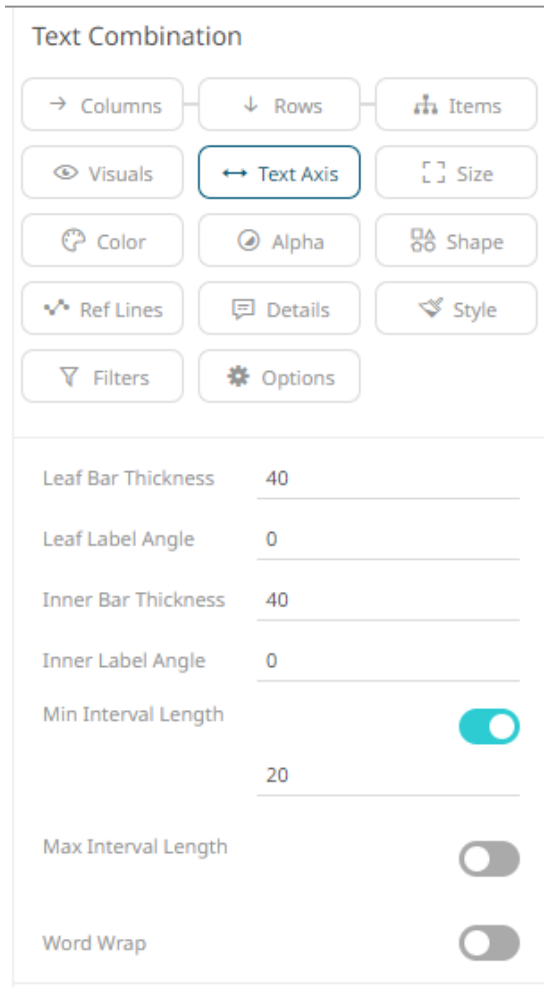 Text Combination
Columns Rows Items
Visuals Text Axis Size
Color Alpha Shape
Ref Lines Details Style
Filters Options
Leaf Bar Thickness 40
Leaf Label Angle 0
Inner Bar Thickness 40
Inner Label Angle 0
Min Interval Length
20
Max Interval Length
Word Wrap